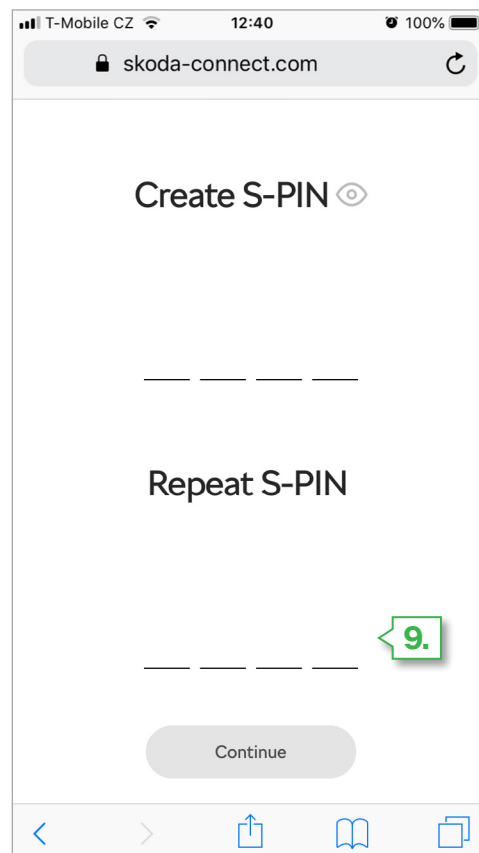 T-Mobile CZ 12:40 100%
skoda-connect.com
Create S-PIN
Repeat S-PIN
9.
Continue